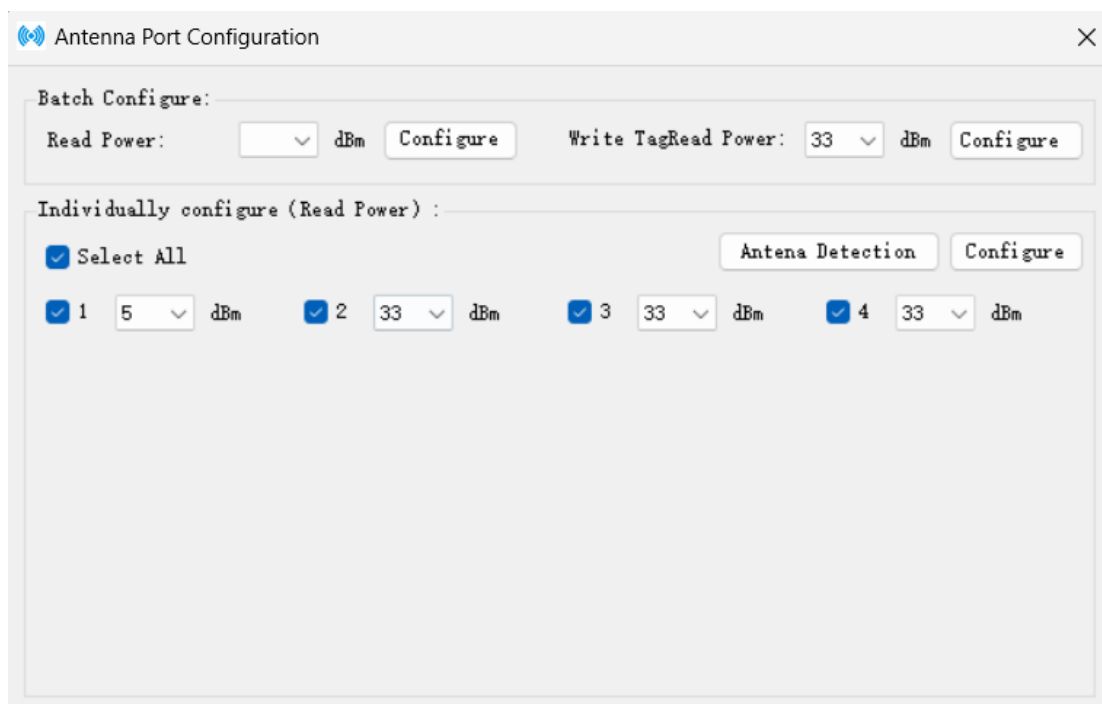 Antenna Port Configuration
Batch Configure:
Read Power: dBm Configure Write TagRead Power: 33 dBm Configure
Individually configure (Read Power) :
Select All Antena Detection Configure
1 5 dBm 2 33 dBm 3 33 dBm 4 33 dBm